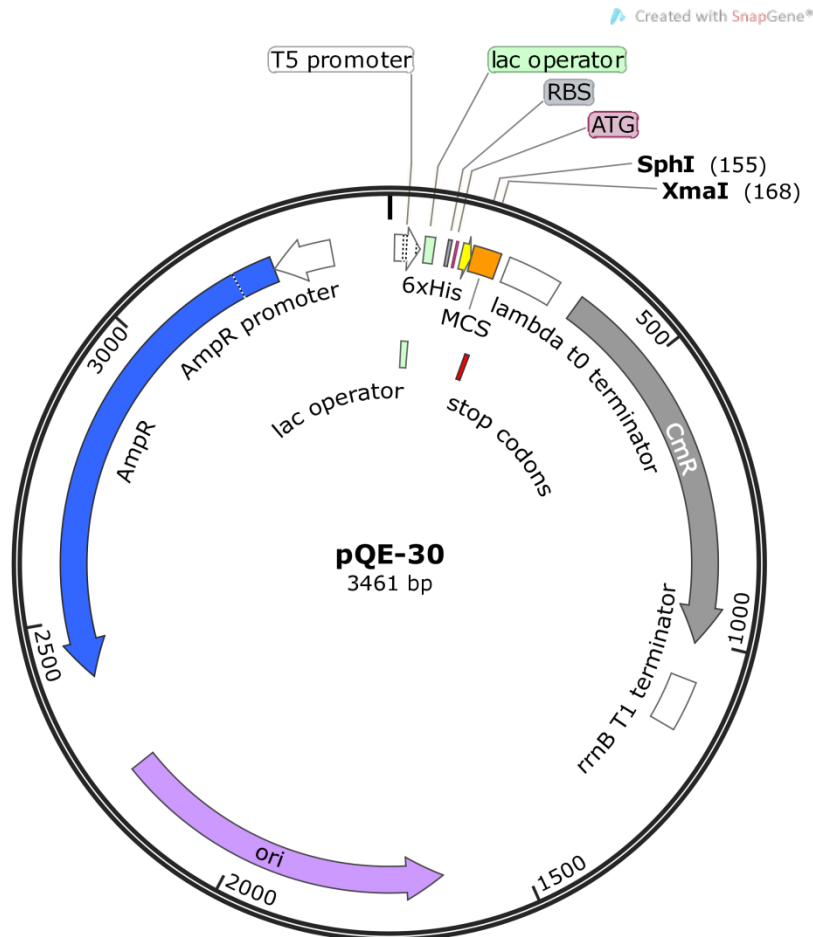 Created with SnapGene®
T5 promoter
lac operator
RBS
ATG
SphI (155)
XmaI (168)
6xHis
MCS
lambda t0 terminator
AmpR promoter
AmpR
lac operator
stop codons
CmR
500
1000
1500
2000
2500
3000
pQE-30
3461 bp
rrnB T1 terminator
ori